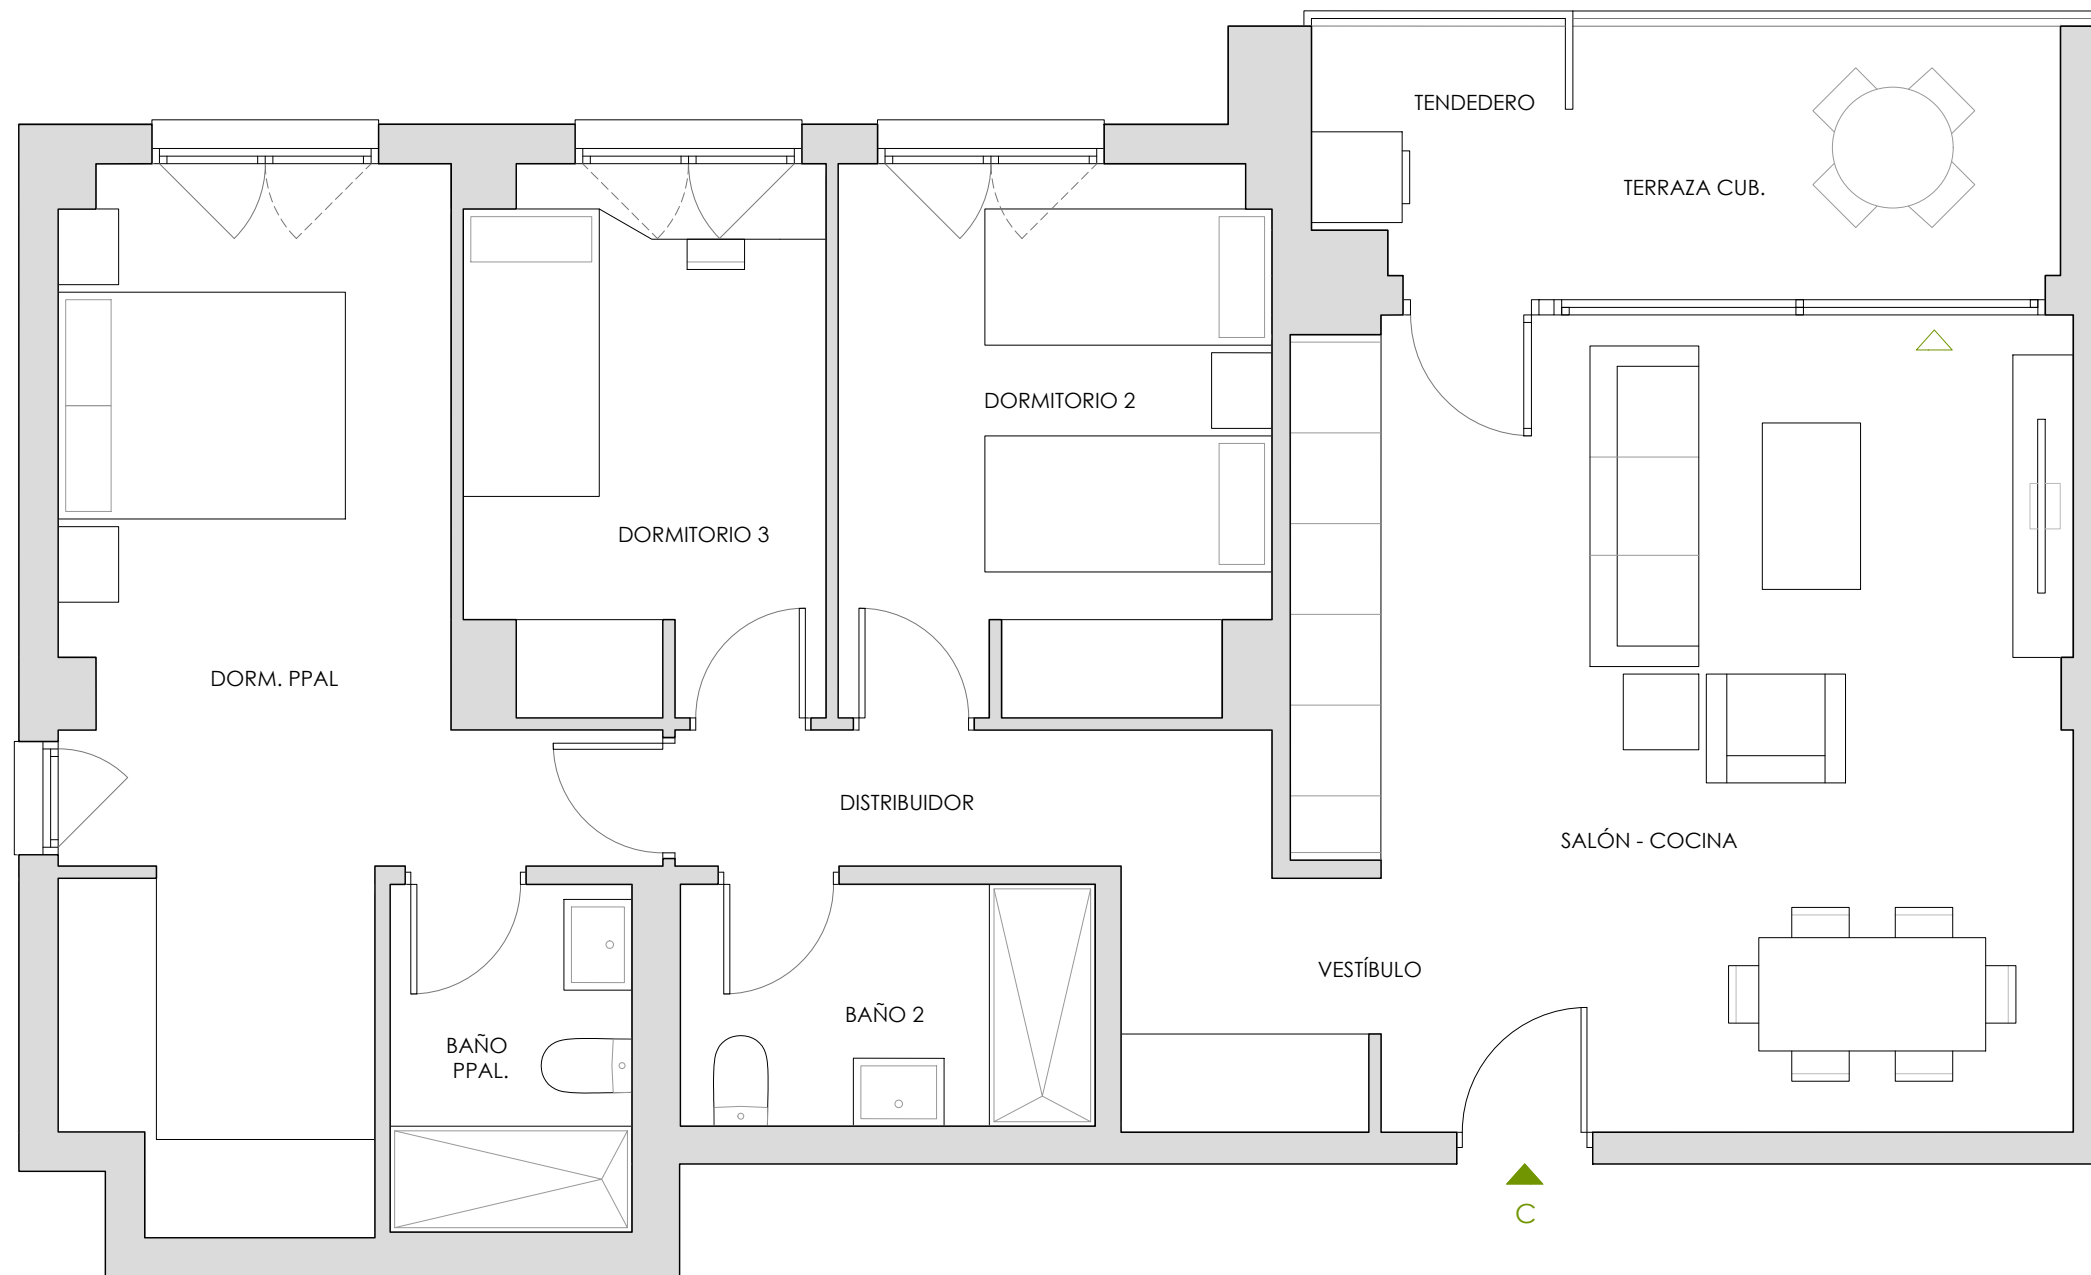 TENDEDERO
TERRAZA CUB.
DORMITORIO 2
DORMITORIO 3
DORM. PPAL
DISTRIBUIDOR
SALÓN - COCINA
VESTÍBULO
BAÑO 2
BAÑO
PPAL.
C